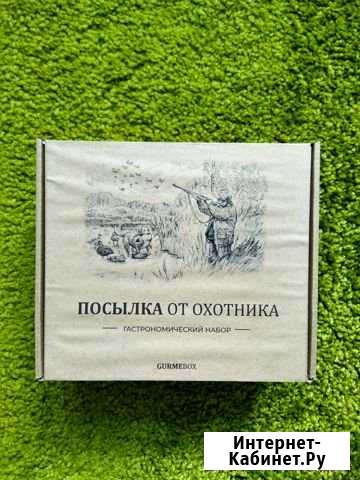 ПОСЫЛКА ОТ ОХОТНИКА
ГАСТРОНОМИЧЕСКИЙ НАБОР
GURMEBOX
Интернет-
Кабинет.Ру